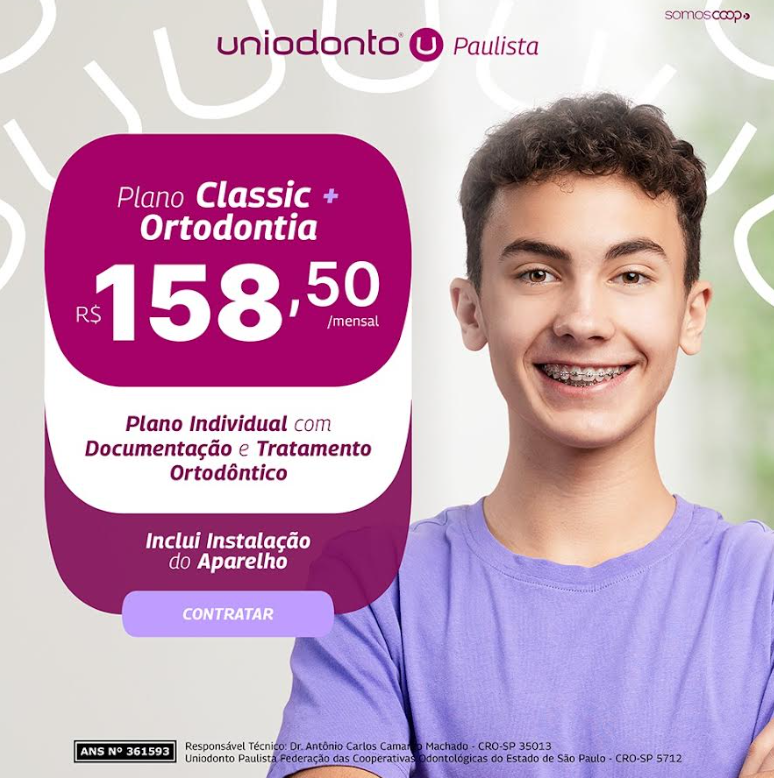 somoscoop
uniodonto® U Paulista
Plano Classic +
Ortodontia
R$ 158,50
/mensal
Plano Individual com
Documentação e Tratamento
Ortodôntico
Inclui Instalação
do Aparelho
CONTRATAR
ANS Nº 361593
Responsável Técnico: Dr. Antônio Carlos Camargo Machado - CRO-SP 35013
Uniodonto Paulista Federação das Cooperativas Odontológicas do Estado de São Paulo - CRO-SP 5712